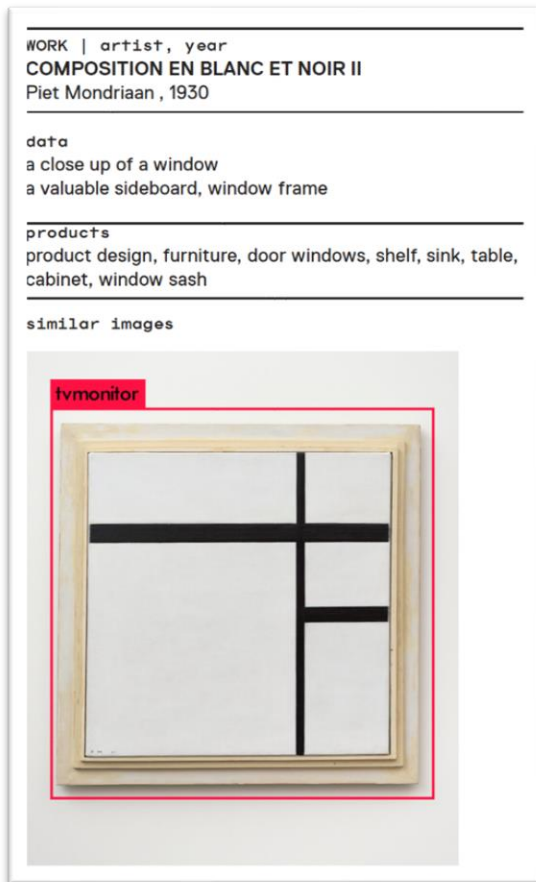 WORK | artist, year
COMPOSITION EN BLANC ET NOIR II
Piet Mondriaan , 1930
data
a close up of a window
a valuable sideboard, window frame
products
product design, furniture, door windows, shelf, sink, table,
cabinet, window sash
similar images
tvmonitor